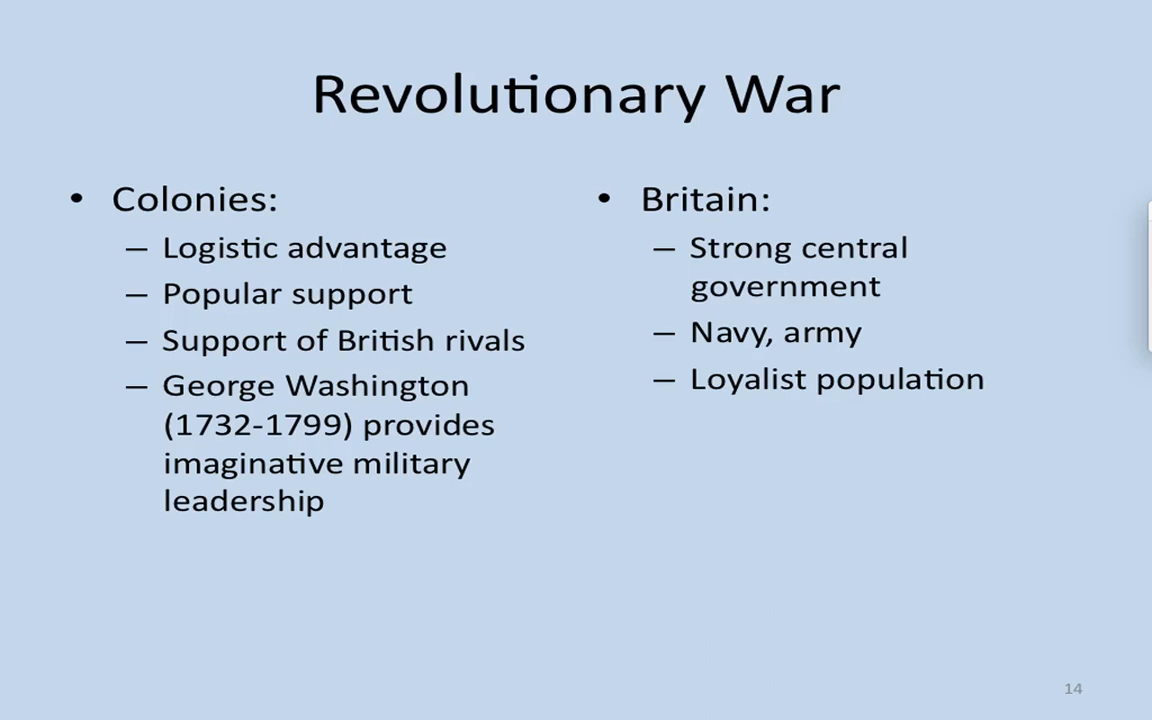 Revolutionary War
• Colonies:
– Logistic advantage
– Popular support
– Support of British rivals
– George Washington
(1732-1799) provides
imaginative military
leadership
• Britain:
– Strong central
government
– Navy, army
– Loyalist population
14